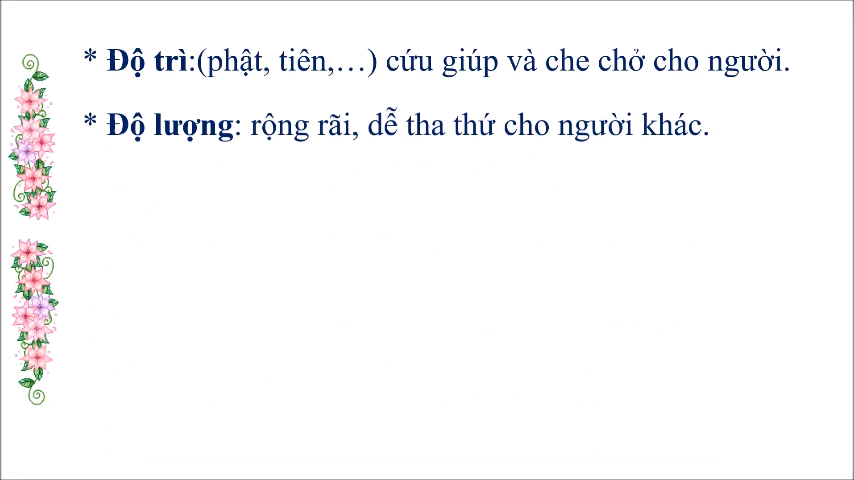 * Độ trì:(phật, tiên,…) cứu giúp và che chở cho người.
* Độ lượng: rộng rãi, dễ tha thứ cho người khác.